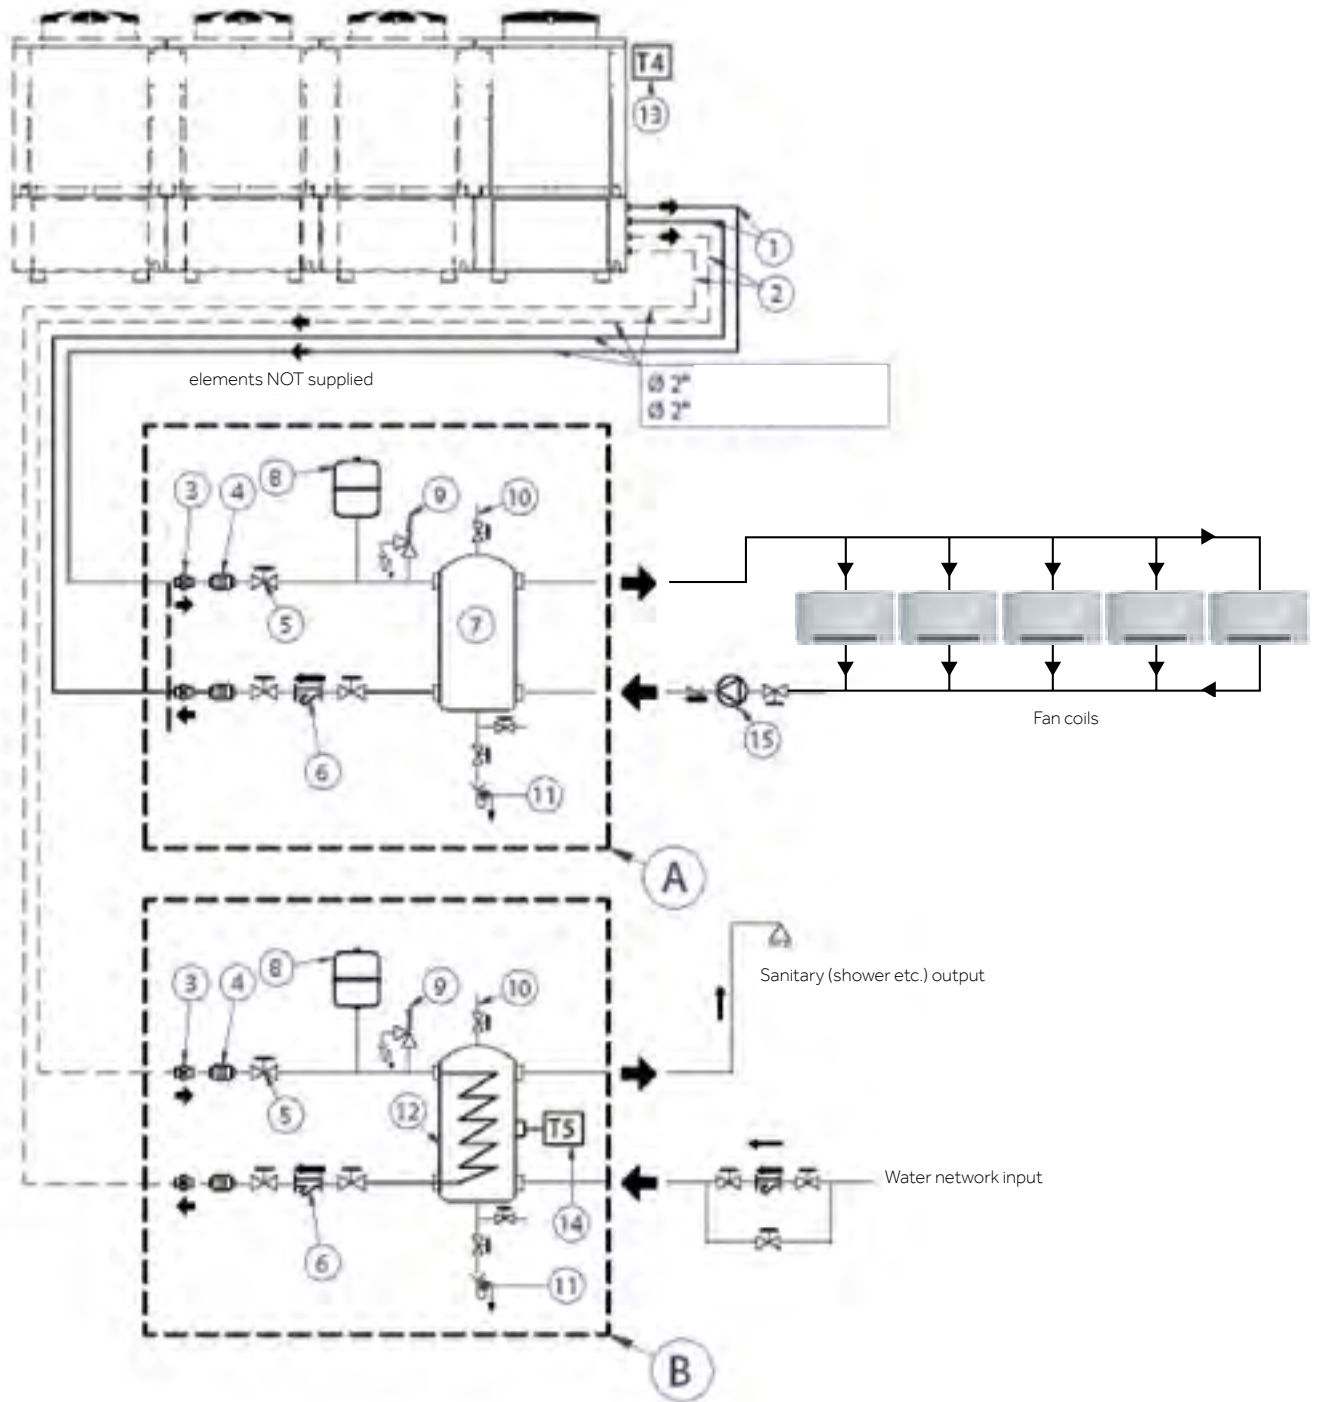 T4
13
1
2
elements NOT supplied
Ø 2"
Ø 2"
3
4
8
9
10
5
7
6
11
15
Fan coils
A
3
4
8
9
10
5
12
T5
6
14
11
Sanitary (shower etc.) output
Water network input
B